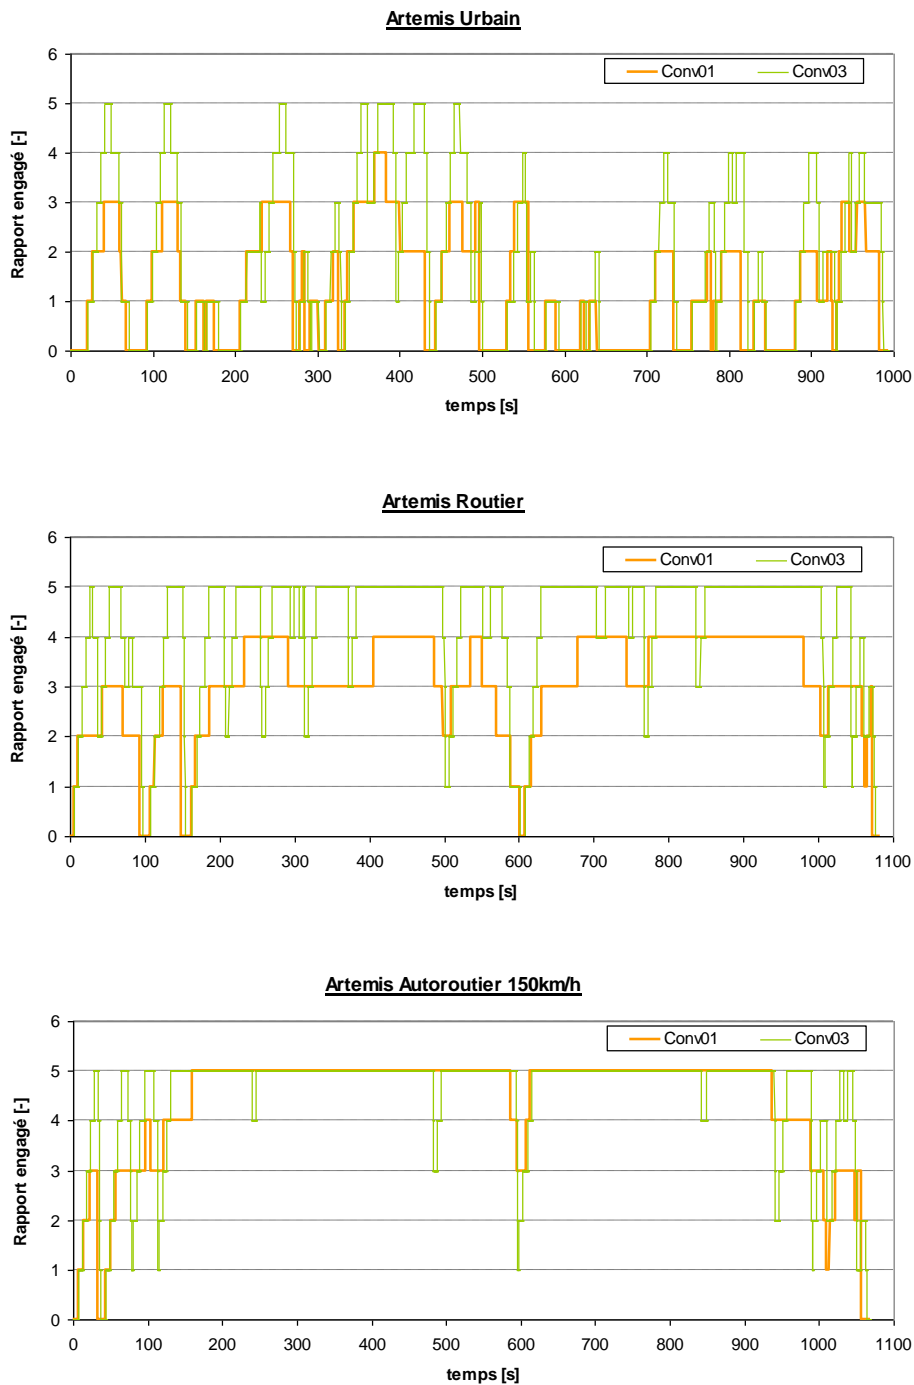 Artemis Urbain
6
5
4
3
2
1
0
Rapport engagé [-]
Conv01 Conv03
0 100 200 300 400 500 600 700 800 900 1000
temps [s]
Artemis Routier
6
5
4
3
2
1
0
Rapport engagé [-]
Conv01 Conv03
0 100 200 300 400 500 600 700 800 900 1000 1100
temps [s]
Artemis Autoroutier 150km/h
6
5
4
3
2
1
0
Rapport engagé [-]
Conv01 Conv03
0 100 200 300 400 500 600 700 800 900 1000 1100
temps [s]